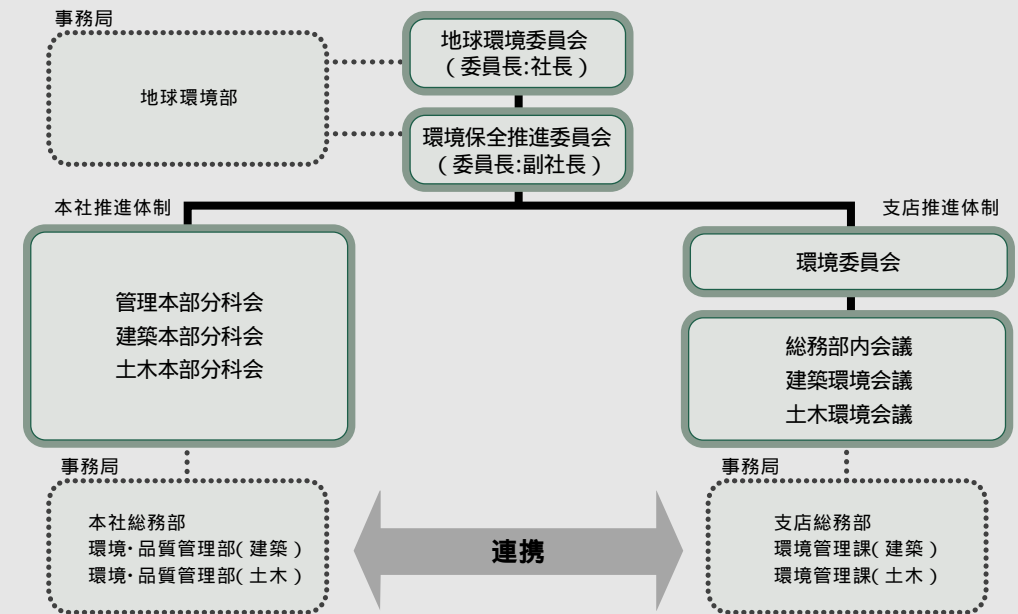 事務局
地球環境部
地球環境委員会
(委員長:社長)
環境保全推進委員会
(委員長:副社長)
本社推進体制
管理本部分科会
建築本部分科会
土木本部分科会
事務局
本社総務部
環境・品質管理部(建築)
環境・品質管理部(土木)
連携
支店推進体制
環境委員会
総務部内会議
建築環境会議
土木環境会議
事務局
支店総務部
環境管理課(建築)
環境管理課(土木)